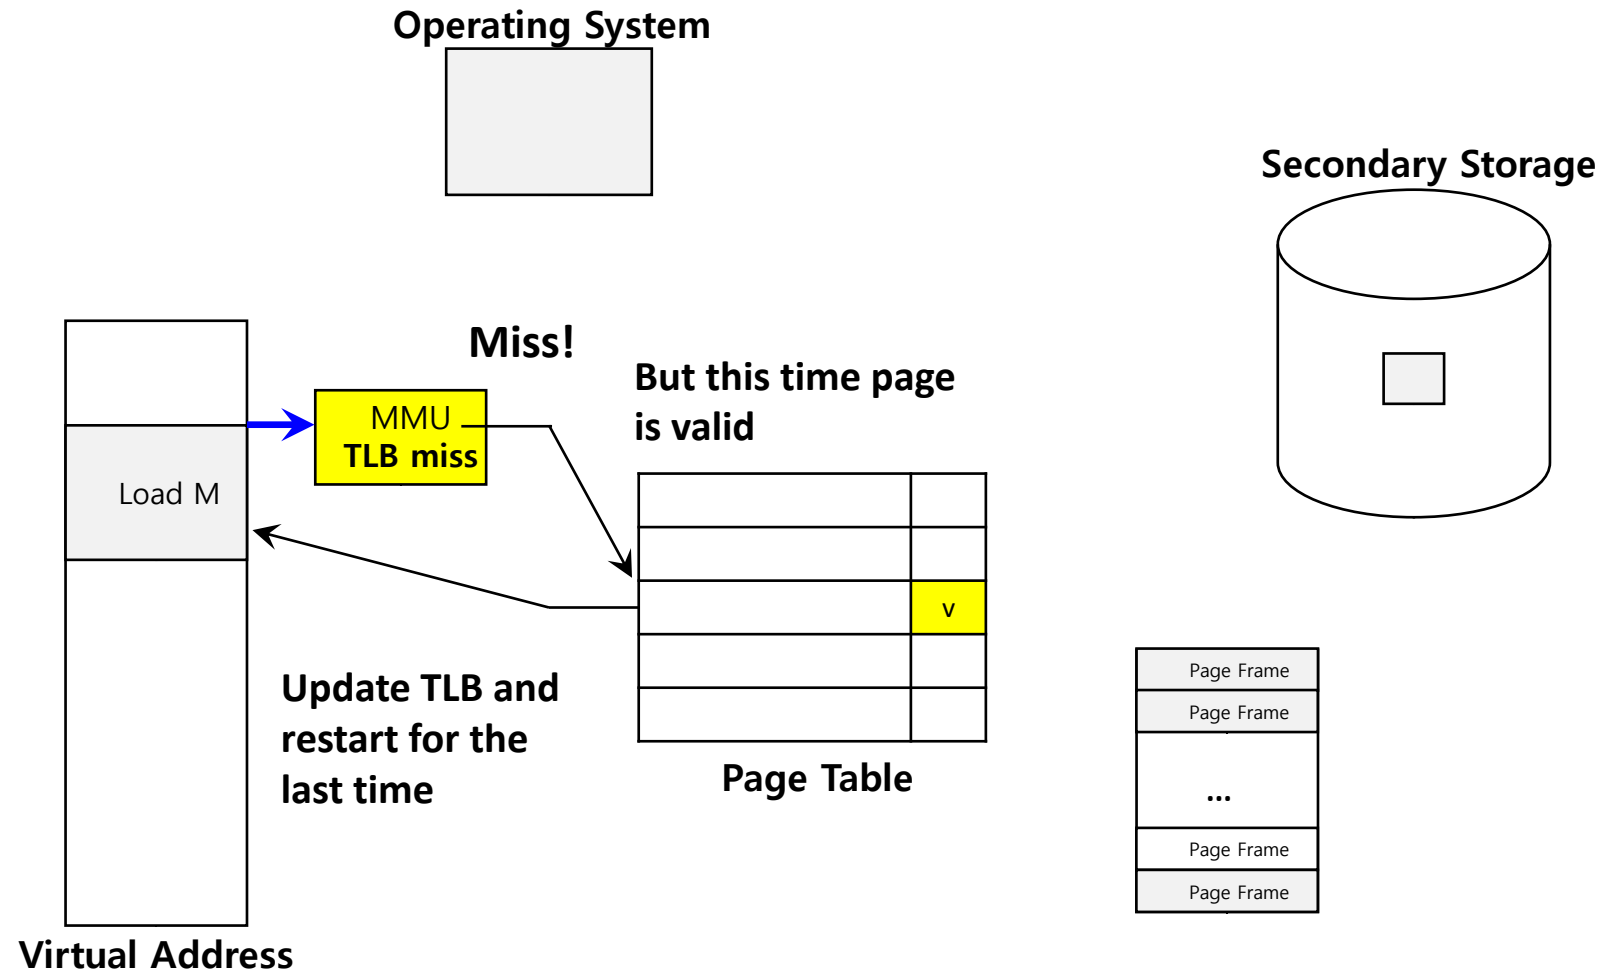 Operating System
Secondary Storage
Miss!
But this time page
is valid
MMU
TLB miss
Load M
v
Update TLB and
restart for the
last time
Page Table
Page Frame
Page Frame
...
Page Frame
Page Frame
Virtual Address